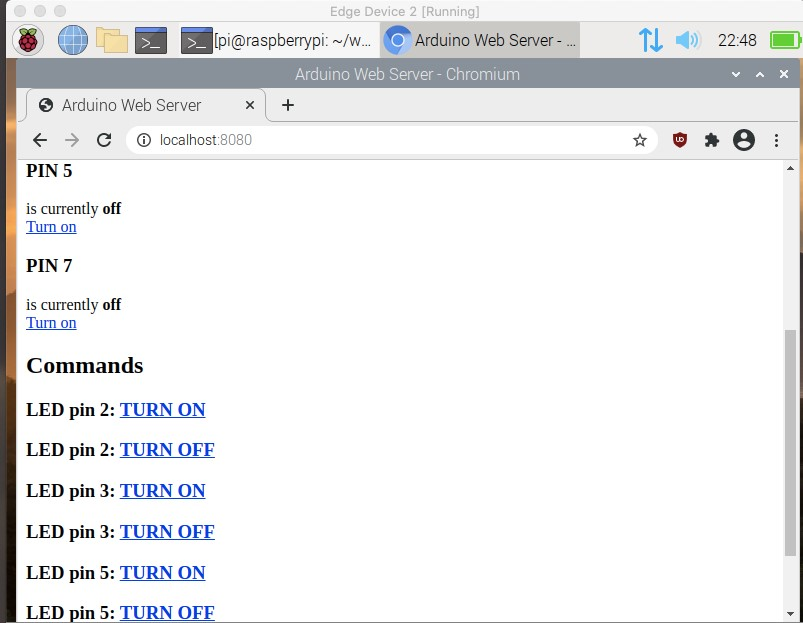 Edge Device 2 [Running]
[pi@raspberrypi: ~/w...
Arduino Web Server - ...
22:48
Arduino Web Server - Chromium
Arduino Web Server
localhost:8080
PIN 5
is currently off
Turn on
PIN 7
is currently off
Turn on
Commands
LED pin 2: TURN ON
LED pin 2: TURN OFF
LED pin 3: TURN ON
LED pin 3: TURN OFF
LED pin 5: TURN ON
LED pin 5: TURN OFF